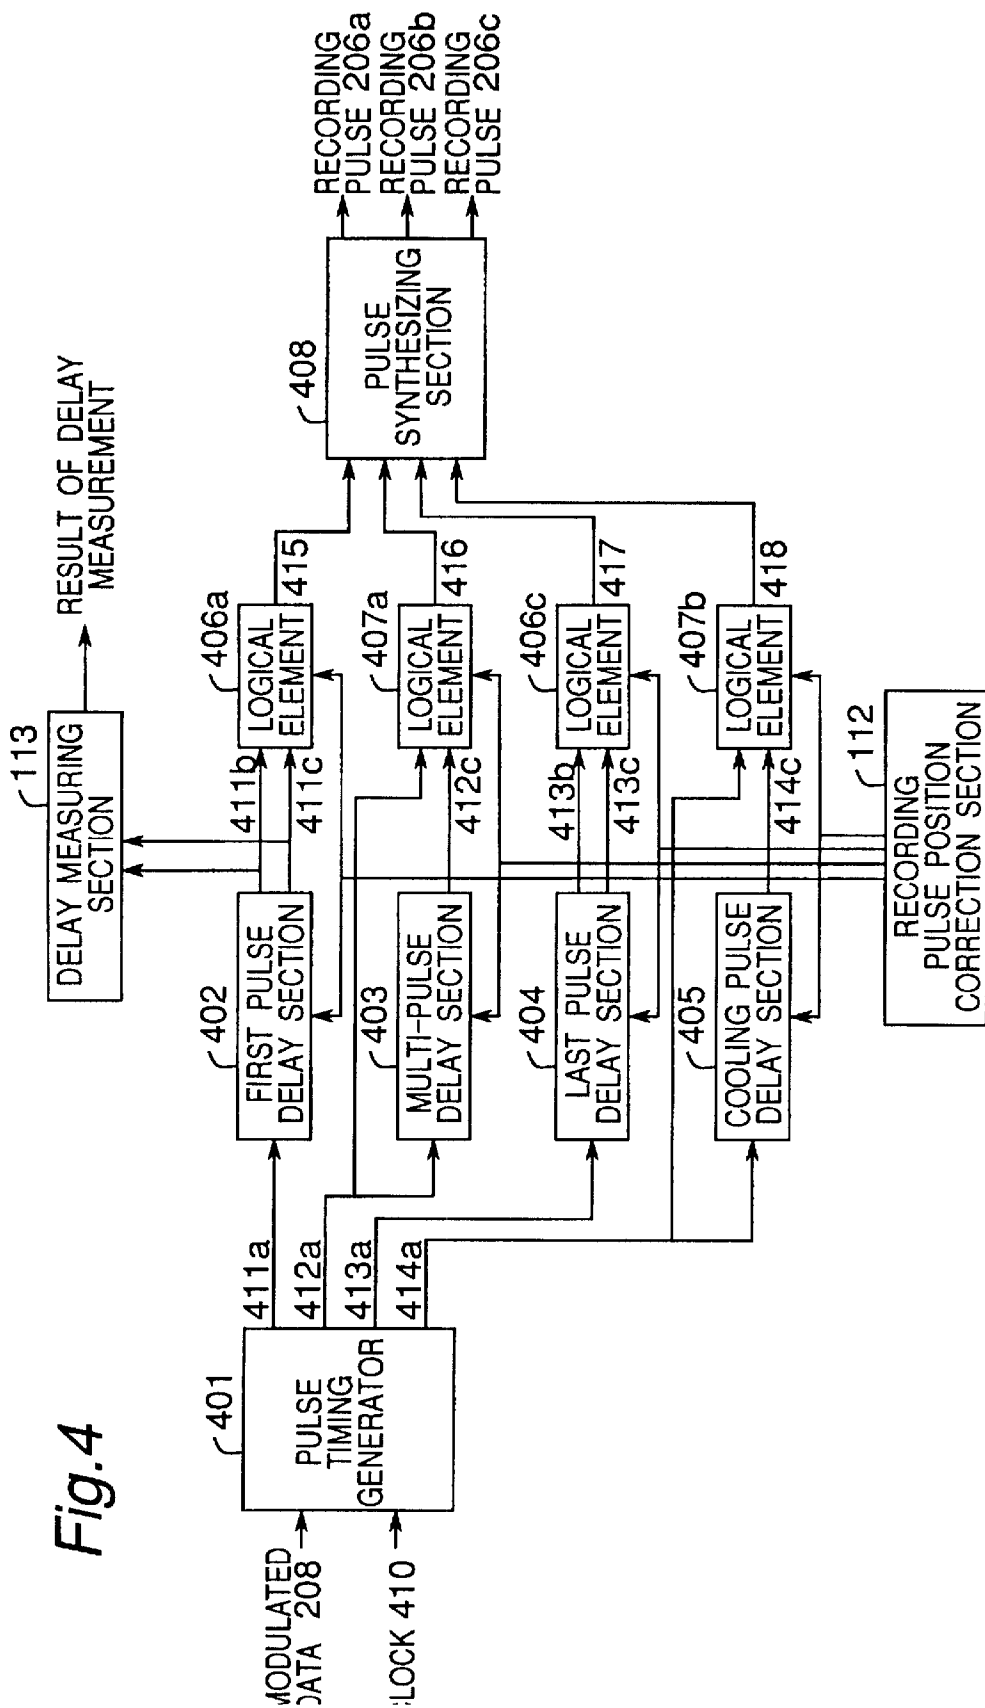 Fig.4
MODULATED
DATA 208
CLOCK 410
401
PULSE
TIMING
GENERATOR
411a
412a
413a
414a
402
FIRST PULSE
DELAY SECTION
403
MULTI-PULSE
DELAY SECTION
404
LAST PULSE
DELAY SECTION
405
COOLING PULSE
DELAY SECTION
113
DELAY MEASURING
SECTION
RESULT OF DELAY
MEASUREMENT
411b
411c
412c
413b
413c
414c
406a
LOGICAL
ELEMENT
407a
LOGICAL
ELEMENT
406c
LOGICAL
ELEMENT
407b
LOGICAL
ELEMENT
112
RECORDING
PULSE POSITION
CORRECTION SECTION
415
416
417
418
408
PULSE
SYNTHESIZING
SECTION
RECORDING
PULSE 206a
RECORDING
PULSE 206b
RECORDING
PULSE 206c